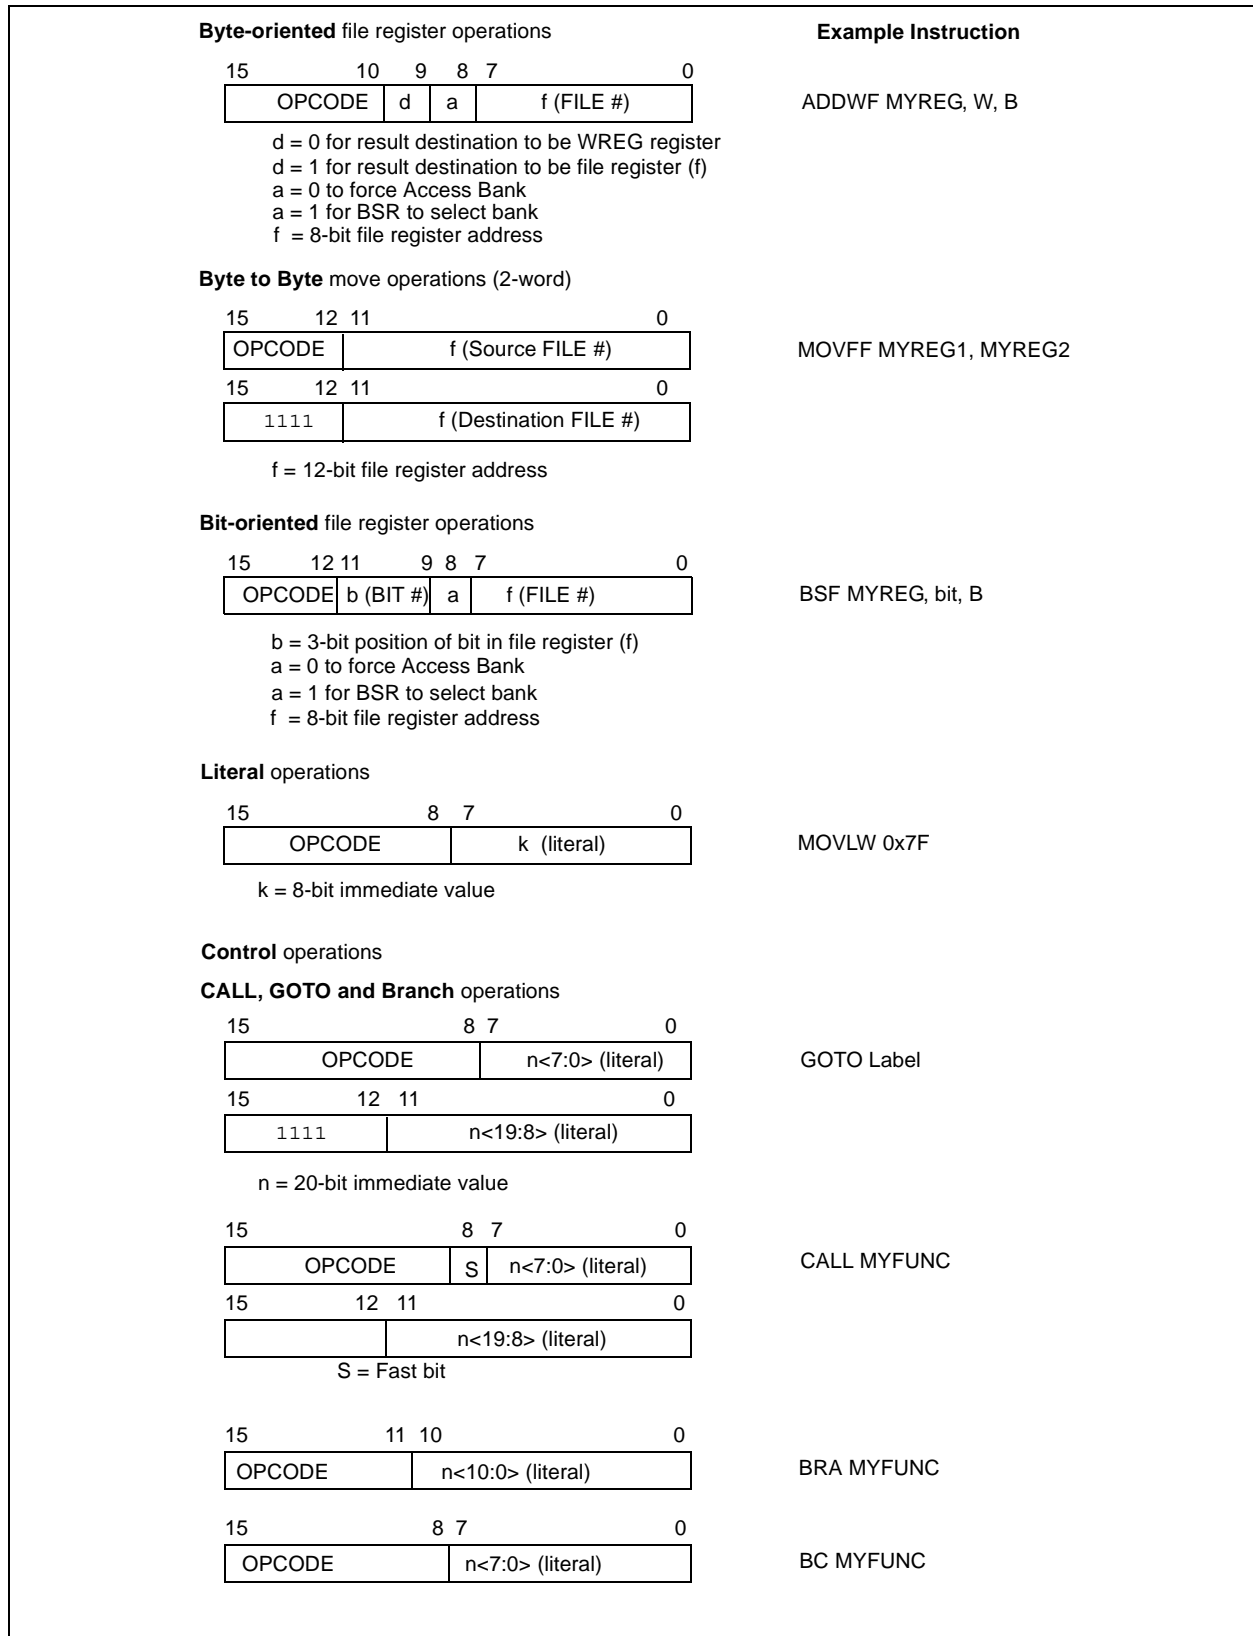 Byte-oriented file register operations Example Instruction
15 10 9 8 7 0
OPCODE d a f (FILE #) ADDWF MYREG, W, B
d = 0 for result destination to be WREG register
d = 1 for result destination to be file register (f)
a = 0 to force Access Bank
a = 1 for BSR to select bank
f = 8-bit file register address
Byte to Byte move operations (2-word)
15 12 11 0
OPCODE f (Source FILE #) MOVFF MYREG1, MYREG2
15 12 11 0
1111 f (Destination FILE #)
f = 12-bit file register address
Bit-oriented file register operations
15 12 11 9 8 7 0
OPCODE b (BIT #) a f (FILE #) BSF MYREG, bit, B
b = 3-bit position of bit in file register (f)
a = 0 to force Access Bank
a = 1 for BSR to select bank
f = 8-bit file register address
Literal operations
15 8 7 0
OPCODE k (literal) MOVLW 0x7F
k = 8-bit immediate value
Control operations
CALL, GOTO and Branch operations
15 8 7 0
OPCODE n<7:0> (literal) GOTO Label
15 12 11 0
1111 n<19:8> (literal)
n = 20-bit immediate value
15 8 7 0
OPCODE S n<7:0> (literal) CALL MYFUNC
15 12 11 0
n<19:8> (literal)
S = Fast bit
15 11 10 0
OPCODE n<10:0> (literal) BRA MYFUNC
15 8 7 0
OPCODE n<7:0> (literal) BC MYFUNC